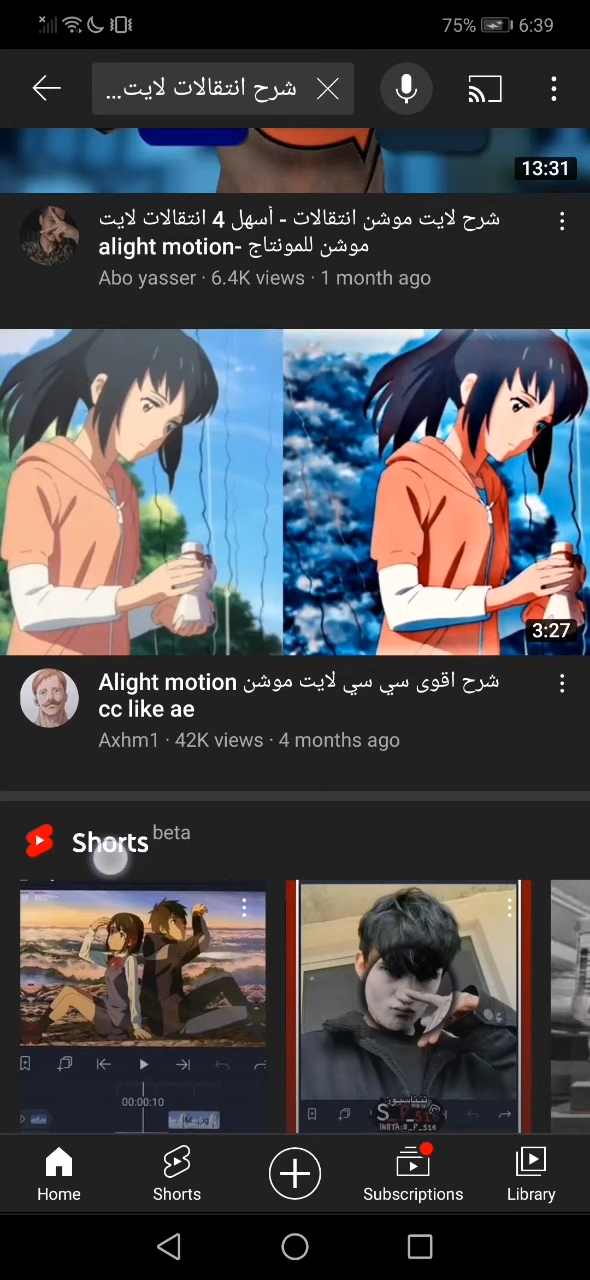 75% 6:39
شرح انتقالات لايت...
13:31
شرح لايت موشن انتقالات - أسهل 4 انتقالات لايت
موشن للمونتاج -alight motion
Abo yasser · 6.4K views · 1 month ago
3:27
شرح اقوى سي سي لايت موشن Alight motion
cc like ae
Axhm1 · 42K views · 4 months ago
Shorts beta
00:00:10
Home Shorts Subscriptions Library